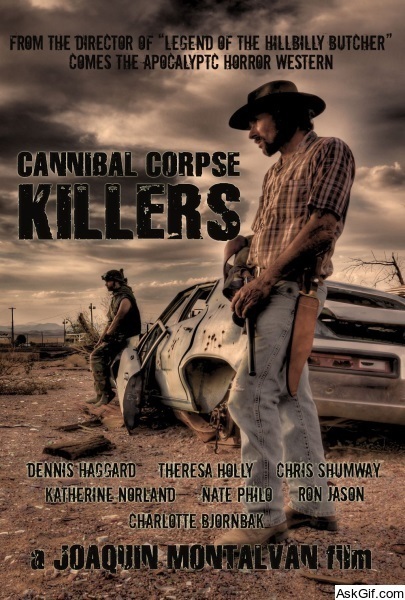 FROM THE DIRECTOR OF "LEGEND OF THE HILLBILLY BUTCHER"
COMES THE APOCALYPTC HORROR WESTERN
CANNIBAL CORPSE
KILLERS
DENNIS HAGGARD THERESA HOLLY CHRIS SHUMWAY
KATHERINE NORLAND NATE PHILO RON JASON
CHARLOTTE BJORNBAK
a JOAQUIN MONTALVAN film
AskGif.com